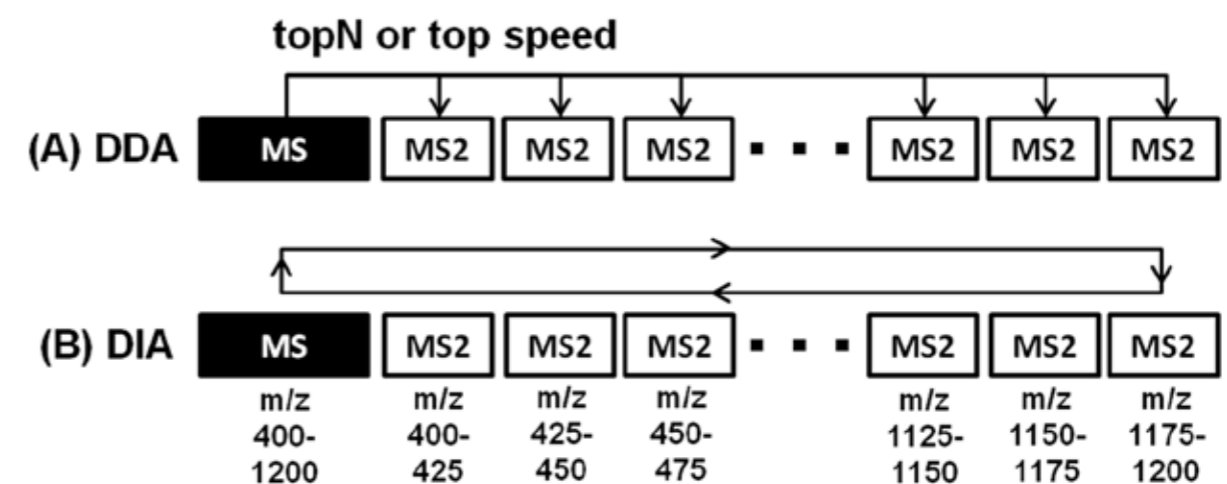 topN or top speed
(A) DDA MS MS2 MS2 MS2 MS2 MS2 MS2
(B) DIA MS MS2 MS2 MS2 MS2 MS2 MS2
m/z m/z m/z m/z m/z m/z m/z
400- 400- 425- 450- 1125- 1150- 1175-
1200 425 450 475 1150 1175 1200